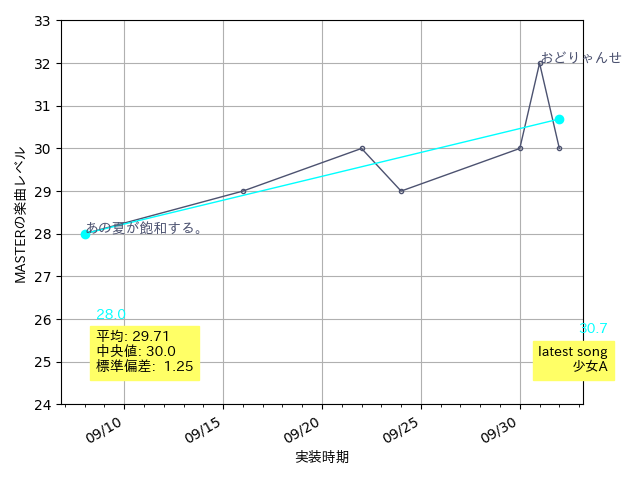 33
32
31
30
29
28
27
26
25
24
MASTERの楽曲レベル
おどりゃんせ
あの夏が飽和する。
28.0
平均: 29.71
中央値: 30.0
標準偏差: 1.25
30.7
latest song
少女A
09/10
09/15
09/20
09/25
09/30
実装時期